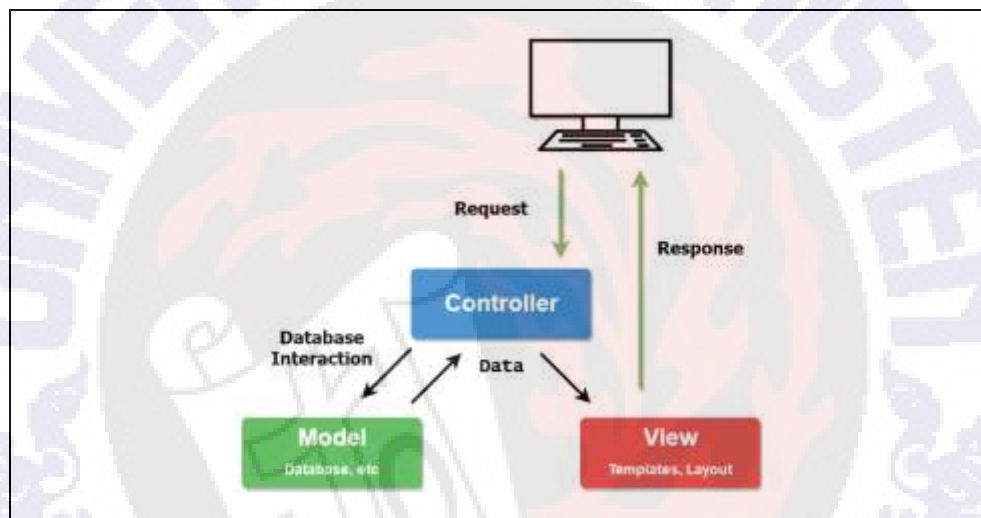 Request
Response
Controller
Database
Interaction
Data
Model
Database, etc
View
Templates, Layout